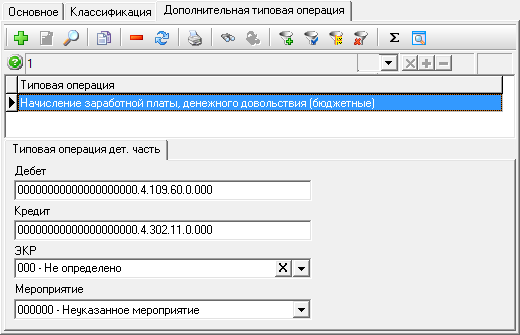 Основное Классификация Дополнительная типовая операция
1
Типовая операция
Начисление заработной платы, денежного довольствия (бюджетные)
Типовая операция дет. часть
Дебет
00000000000000000000.4.109.60.0.000
Кредит
00000000000000000000.4.302.11.0.000
ЭКР
000 - Не определено
Мероприятие
000000 - Неуказанное мероприятие